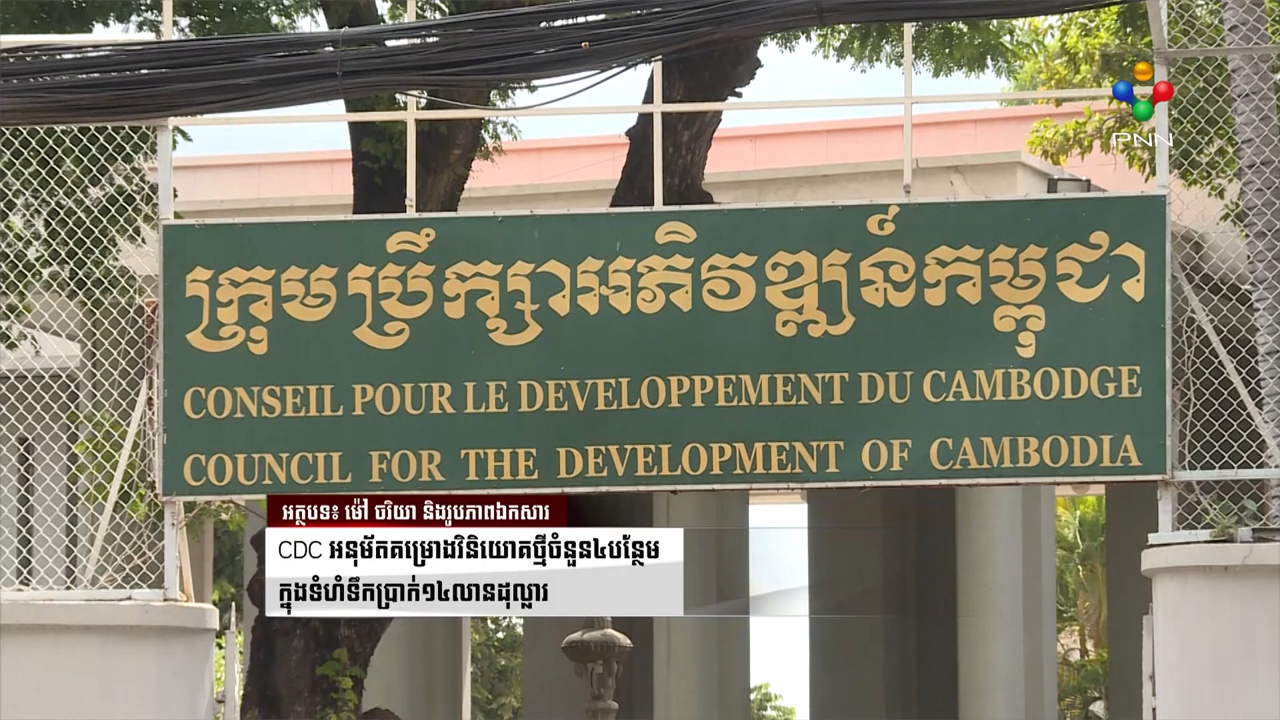 PNN
ក្រុមប្រឹក្សាអភិវឌ្ឍន៍កម្ពុជា
CONSEIL POUR LE DEVELOPPEMENT DU CAMBODGE
COUNCIL FOR THE DEVELOPMENT OF CAMBODIA
អត្ថបទ៖ ម៉ៅ ចរិយា និងរូបភាពឯកសារ
CDC អនុម័តគម្រោងវិនិយោគថ្មីចំនួន៤បន្ថែម
ក្នុងទំហំទឹកប្រាក់១៤លានដុល្លារ